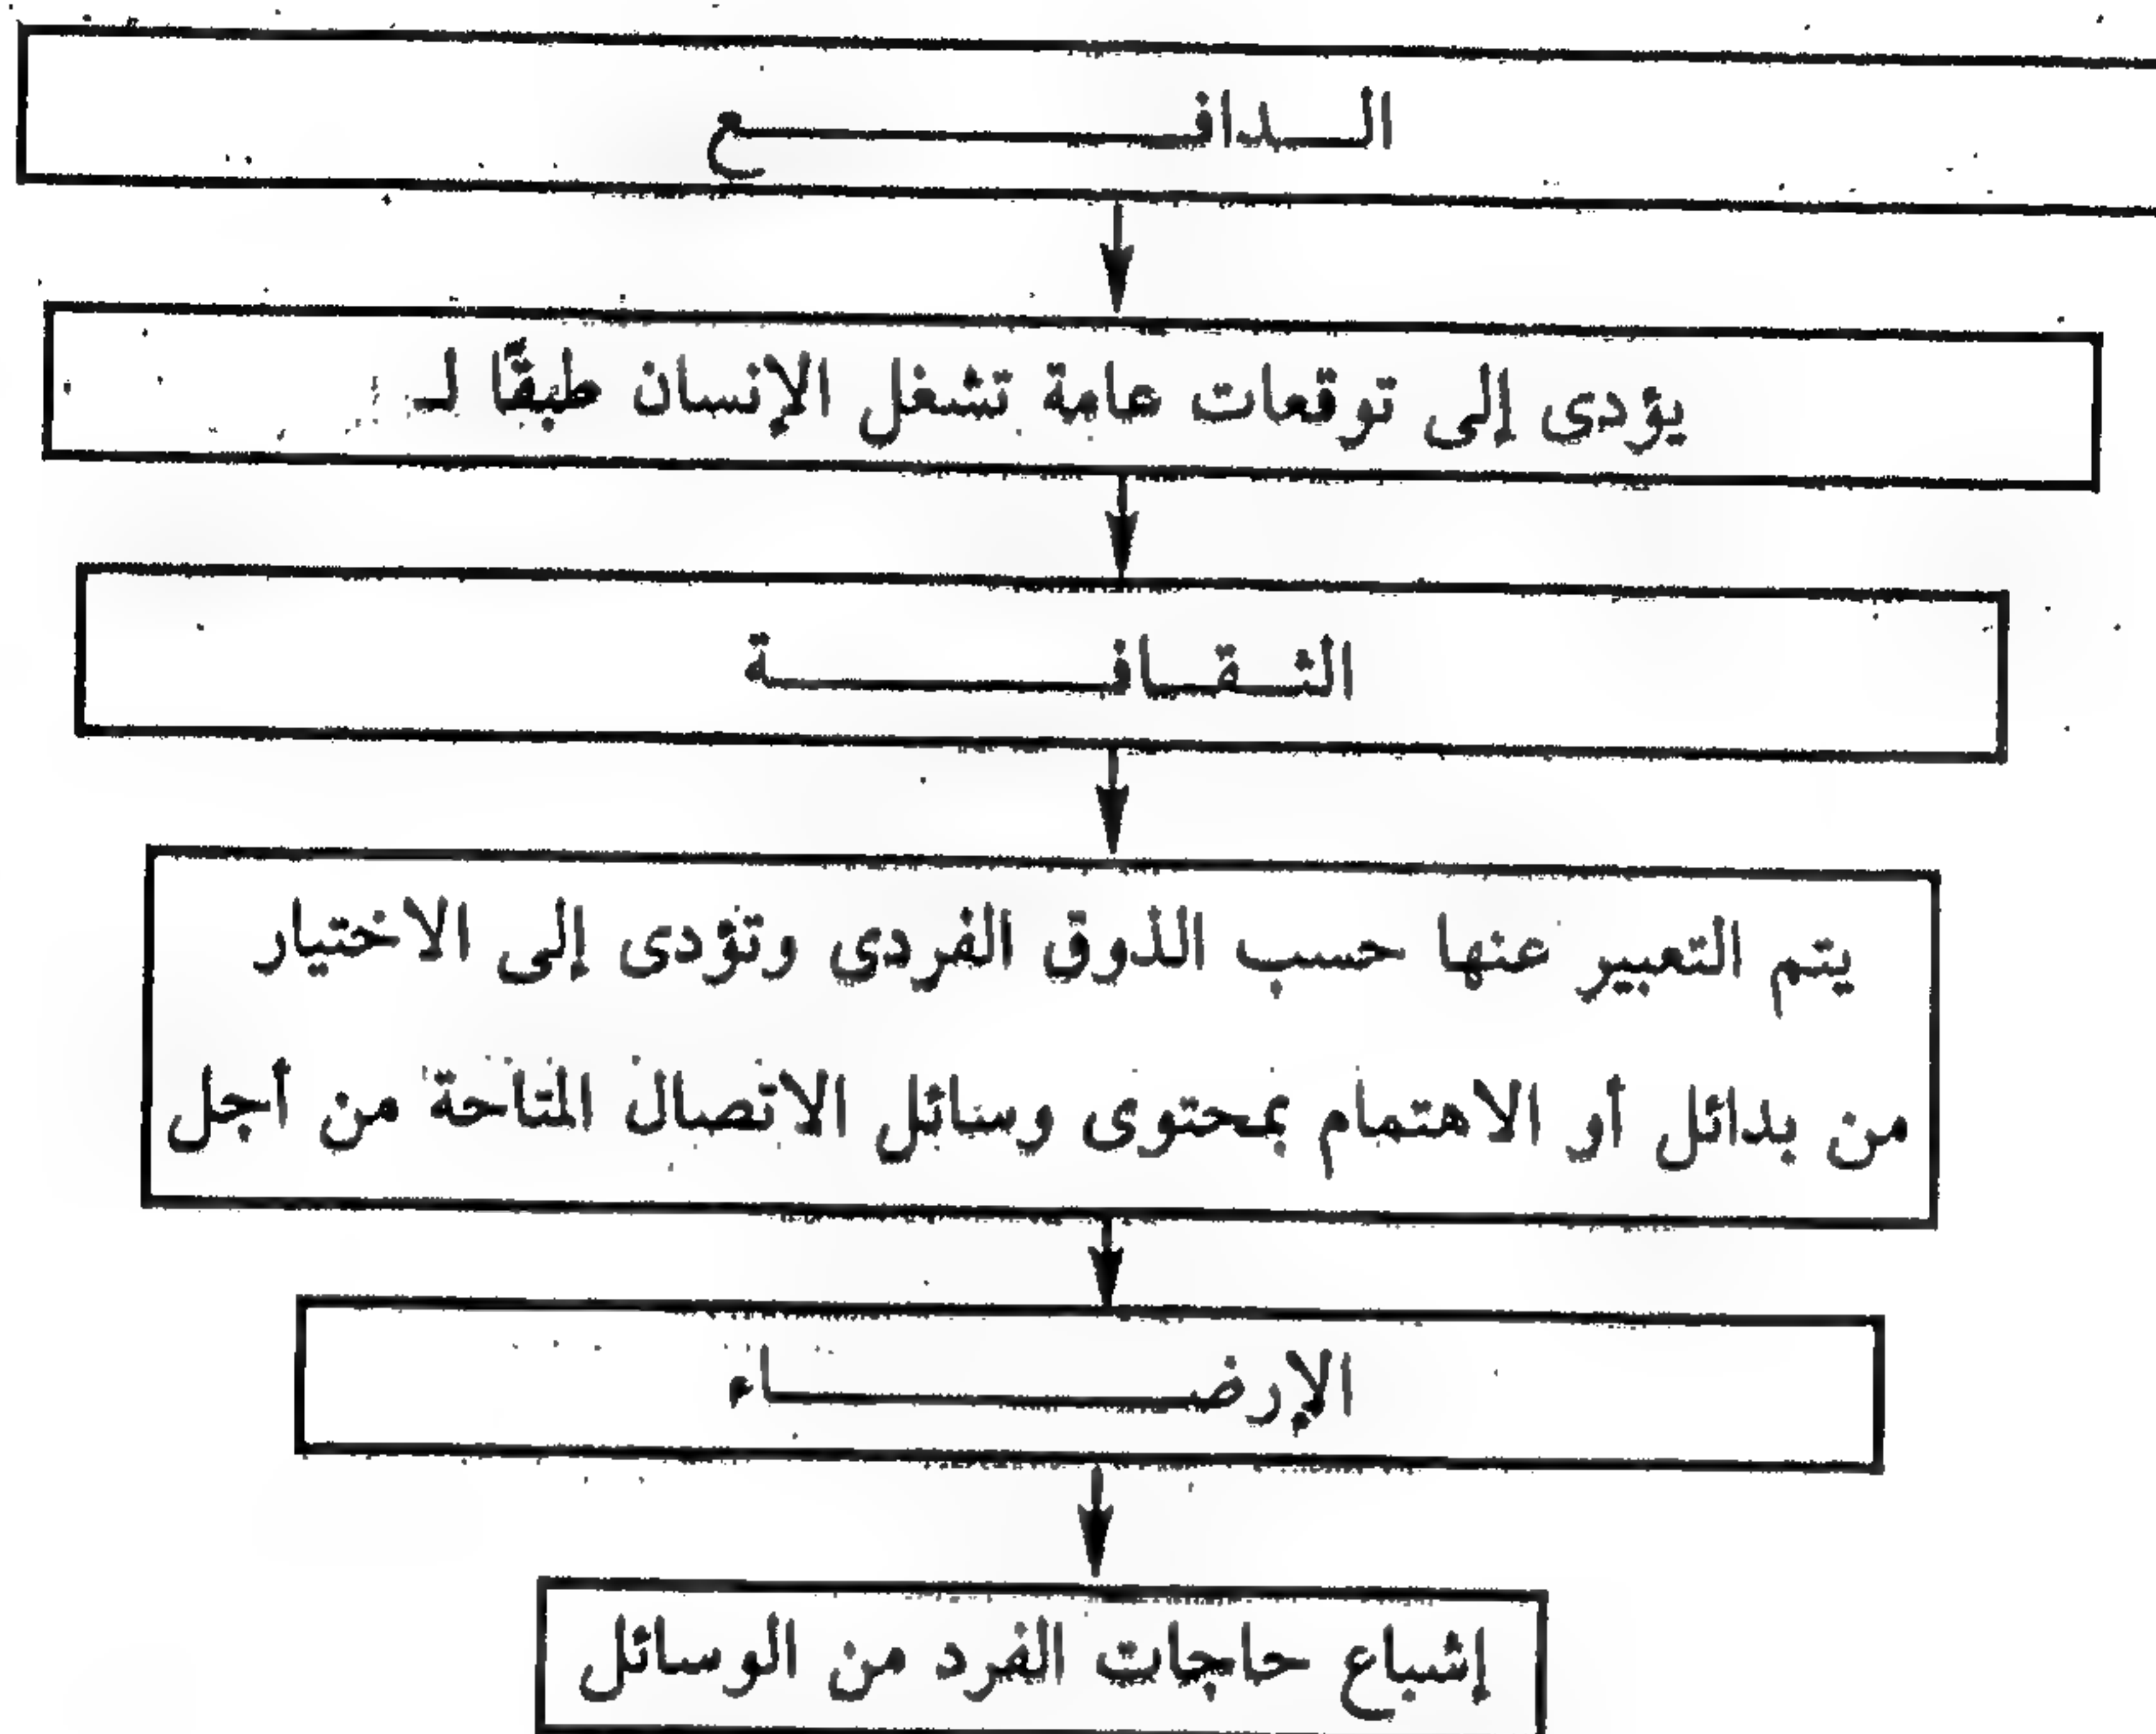 الدافع
يؤدى إلى توقعات عامة تشغل الإنسان طبقًا لـ
الثقافة
يتم التعبير عنها حسب الذوق الفردى وتؤدى إلى الاختيار
من بدائل أو الاهتمام بمحتوى وسائل الاتصال المتاحة من أجل
الإرضاء
إشباع حاجات الفرد من الوسائل